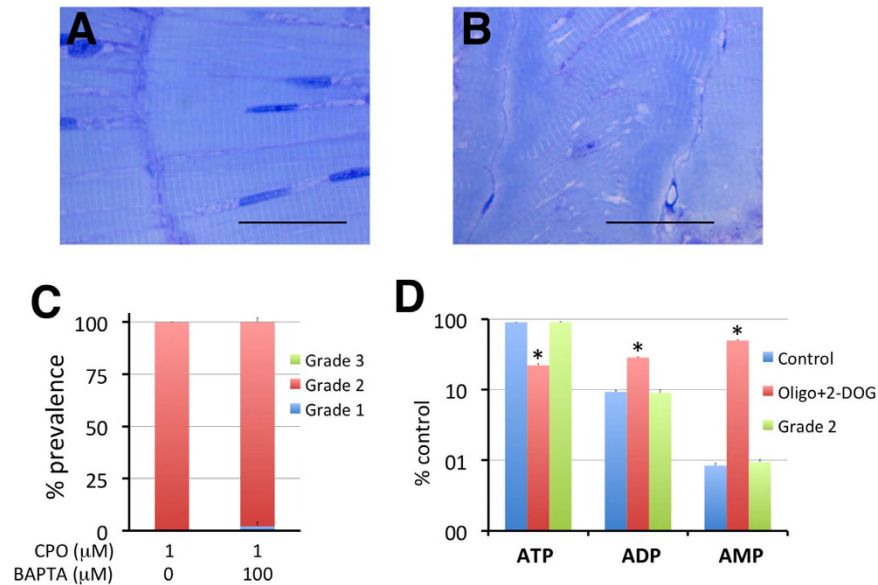 A
B
C
% prevalence
100
75
50
25
0
Grade 3
Grade 2
Grade 1
CPO (μM) 1 1
BAPTA (μM) 0 100
D
% control
100
10
01
00
* * *
Control
Oligo+2-DOG
Grade 2
ATP ADP AMP